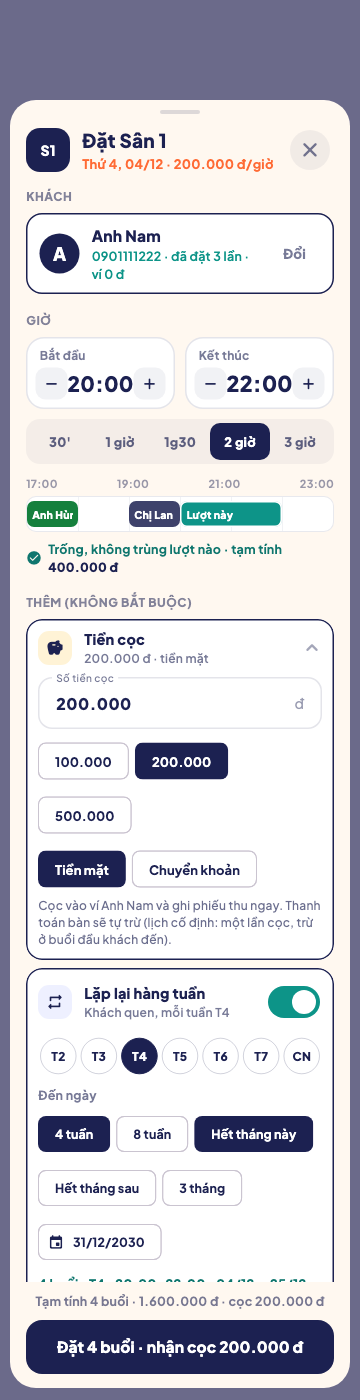 S1
Đặt Sân 1
Thứ 4, 04/12 · 200.000 đ/giờ
KHÁCH
A
Anh Nam
0901111222 · đã đặt 3 lần ·
ví 0 đ
Đổi
GIỜ
Bắt đầu
Kết thúc
− 20:00 +
− 22:00 +
30' 1 giờ 1g30 2 giờ 3 giờ
17:00 19:00 21:00 23:00
Anh Hùr Chị Lan Lượt này
Trống, không trùng lượt nào · tạm tính
400.000 đ
THÊM (KHÔNG BẮT BUỘC)
Tiền cọc
200.000 đ · tiền mặt
Số tiền cọc
200.000 đ
100.000 200.000
500.000
Tiền mặt Chuyển khoản
Cọc vào ví Anh Nam và ghi phiếu thu ngay. Thanh
toán bàn sẽ tự trừ (lịch cố định: một lần cọc, trừ
ở buổi đầu khách đến).
Lặp lại hàng tuần
Khách quen, mỗi tuần T4
T2 T3 T4 T5 T6 T7 CN
Đến ngày
4 tuần 8 tuần Hết tháng này
Hết tháng sau 3 tháng
31/12/2030
Tạm tính 4 buổi · 1.600.000 đ · cọc 200.000 đ
Đặt 4 buổi · nhận cọc 200.000 đ